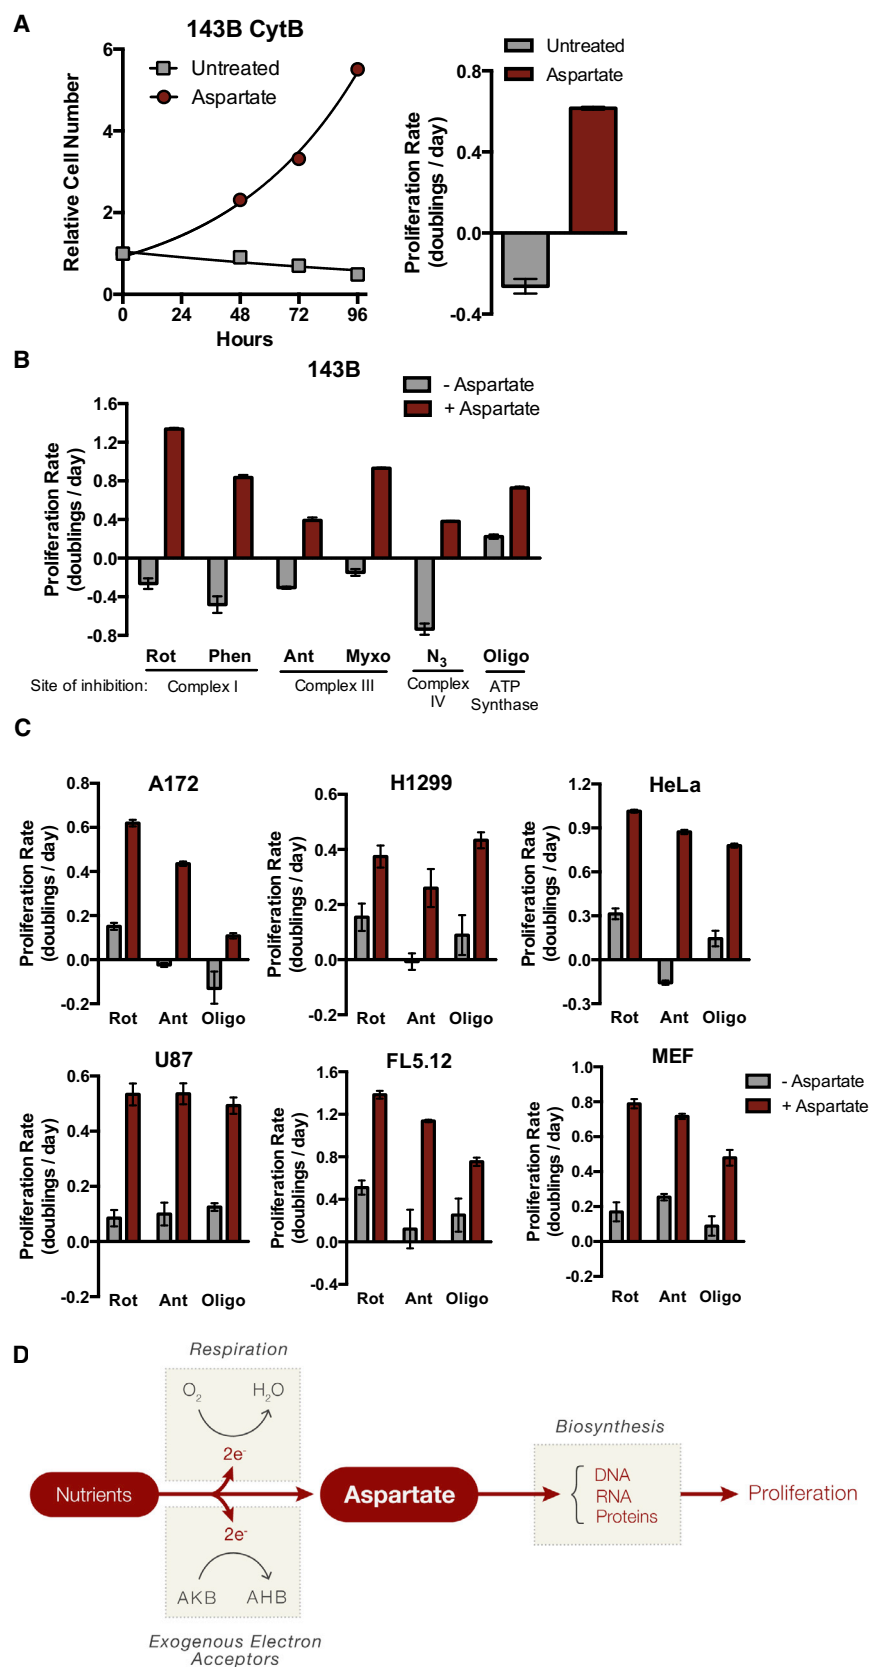 A
143B CytB
Relative Cell Number
6
4
2
0
Untreated
Aspartate
0 24 48 72 96
Hours
Untreated
Aspartate
Proliferation Rate
(doublings / day)
0.8
0.4
0.0
-0.4
B
143B
- Aspartate
+ Aspartate
Proliferation Rate
(doublings / day)
1.6
1.2
0.8
0.4
0.0
-0.4
-0.8
Rot Phen Ant Myxo N3 Oligo
Site of inhibition: Complex I Complex III Complex IV ATP Synthase
C
A172
Proliferation Rate
(doublings / day)
0.8
0.6
0.4
0.2
0.0
-0.2
Rot Ant Oligo
H1299
Proliferation Rate
(doublings / day)
0.6
0.4
0.2
0.0
-0.2
Rot Ant Oligo
HeLa
Proliferation Rate
(doublings / day)
1.2
0.9
0.6
0.3
0.0
-0.3
Rot Ant Oligo
U87
Proliferation Rate
(doublings / day)
0.6
0.4
0.2
0.0
-0.2
Rot Ant Oligo
FL5.12
Proliferation Rate
(doublings / day)
1.6
1.2
0.8
0.4
0.0
-0.4
Rot Ant Oligo
MEF
Proliferation Rate
(doublings / day)
1.0
0.8
0.6
0.4
0.2
0.0
-0.2
Rot Ant Oligo
- Aspartate
+ Aspartate
D
Respiration
O2 H2O
2e-
Nutrients
Aspartate
Biosynthesis
DNA
RNA
Proteins
Proliferation
2e-
AKB AHB
Exogenous Electron
Acceptors